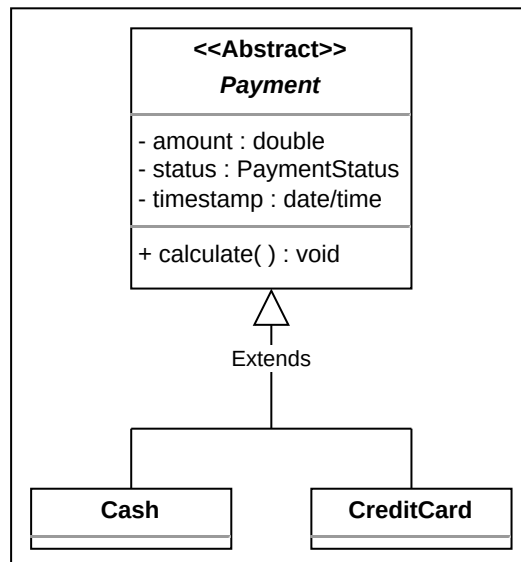 <<Abstract>>
Payment
- amount : double
- status : PaymentStatus
- timestamp : date/time
+ calculate( ) : void
Extends
Cash
CreditCard